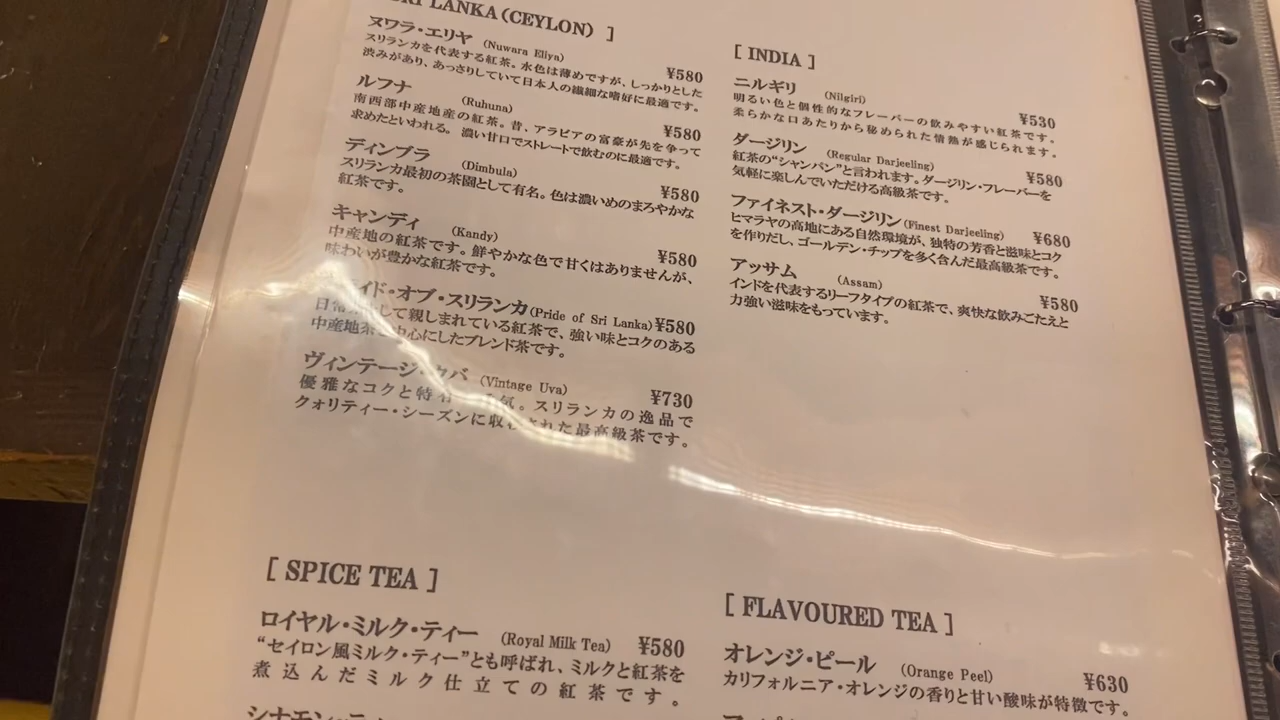 SRI LANKA (CEYLON) ]
ヌワラ・エリヤ (Nuwara Eliya) ¥580
スリランカを代表する紅茶。水色は薄めですが、しっかりとした
渋みがあり、あっさりしていて日本人の繊細な嗜好に最適です。
ルフナ (Ruhuna) ¥580
南西部中産地産の紅茶。昔、アラビアの富豪が先を争って
求めたといわれる。濃い甘口でストレートで飲むのに最適です。
ディンブラ (Dimbula) ¥580
スリランカ最初の茶園として有名。色は濃いめのまろやかな
紅茶です。
キャンディ (Kandy) ¥580
中産地の紅茶です。鮮やかな色で甘くはありませんが、
味わいが豊かな紅茶です。
イド・オブ・スリランカ (Pride of Sri Lanka) ¥580
日常 して親しまれている紅茶で、強い味とコクのある
中産地茶 中心にしたブレンド茶です。
ヴィンテージ・ウバ (Vintage Uva) ¥730
優雅なコクと特 気。スリランカの逸品で
クォリティー・シーズンに収 された最高級茶です。
[ INDIA ]
ニルギリ (Nilgiri) ¥530
明るい色と個性的なフレーバーの飲みやすい紅茶です。
柔らかな口あたりから秘められた情熱が感じられます。
ダージリン (Regular Darjeeling) ¥580
紅茶の“シャンパン”と言われます。ダージリン・フレーバーを
気軽に楽しんでいただける高級茶です。
ファイネスト・ダージリン (Finest Darjeeling) ¥680
ヒマラヤの高地にある自然環境が、独特の芳香と滋味とコク
を作りだし、ゴールデン・チップを多く含んだ最高級茶です。
アッサム (Assam) ¥580
インドを代表するリーフタイプの紅茶で、爽快な飲みごたえと
力強い滋味をもっています。
[ SPICE TEA ]
ロイヤル・ミルク・ティー (Royal Milk Tea) ¥580
“セイロン風ミルク・ティー”とも呼ばれ、ミルクと紅茶を
煮込んだミルク仕立ての紅茶です。
シナモン・ティ
[ FLAVOURED TEA ]
オレンジ・ピール (Orange Peel) ¥630
カリフォルニア・オレンジの香りと甘い酸味が特徴です。